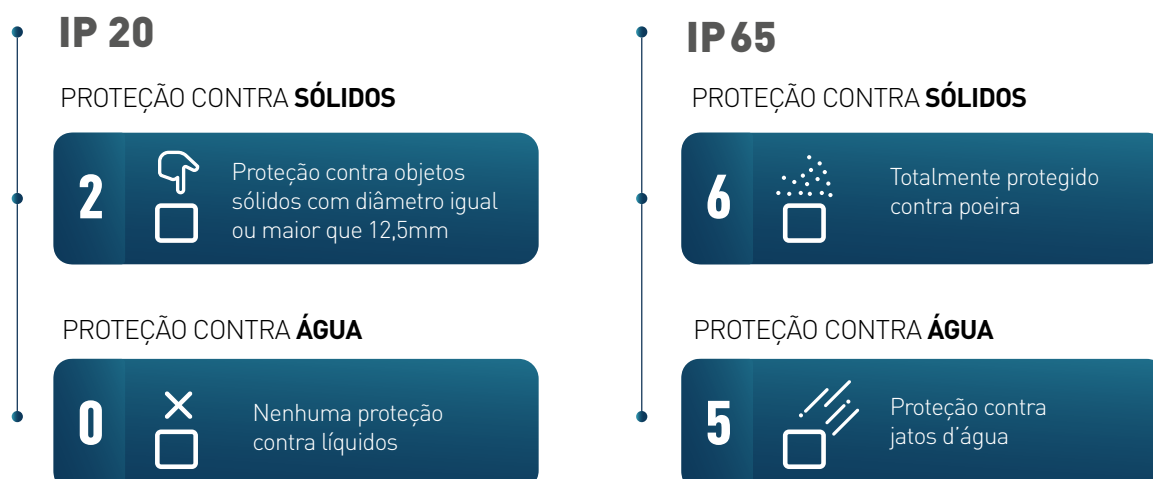 IP 20
PROTEÇÃO CONTRA SÓLIDOS
2
Proteção contra objetos
sólidos com diâmetro igual
ou maior que 12,5mm
PROTEÇÃO CONTRA ÁGUA
0
Nenhuma proteção
contra líquidos
IP 65
PROTEÇÃO CONTRA SÓLIDOS
6
Totalmente protegido
contra poeira
PROTEÇÃO CONTRA ÁGUA
5
Proteção contra
jatos d’água